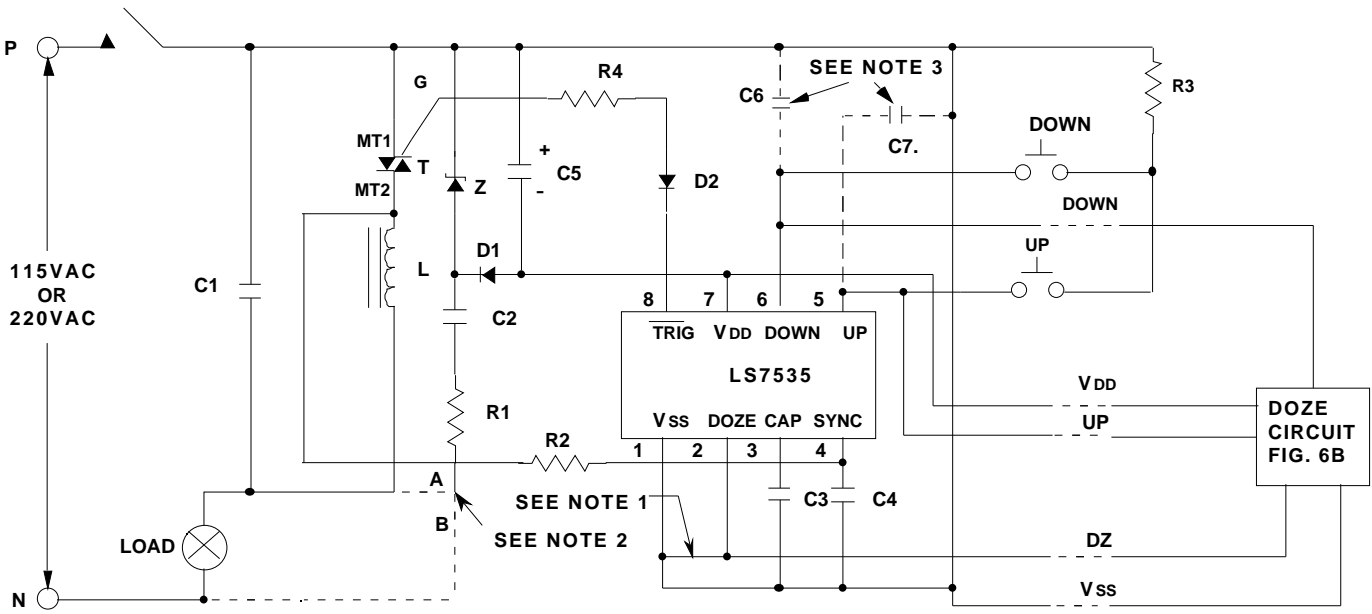 P
G
R4
SEE NOTE 3
C6
R3
C7.
DOWN
MT1
T
MT2
Z
+
C5
-
D2
DOWN
UP
115VAC
OR
220VAC
C1
L
D1
C2
8 7 6 5
TRIG VDD DOWN UP
LS7535
VSS DOZE CAP SYNC
1 2 3 4
R1
R2
VDD
UP
DOZE
CIRCUIT
FIG. 6B
A
B
SEE NOTE 1
SEE NOTE 2
C3
C4
LOAD
DZ
VSS
N